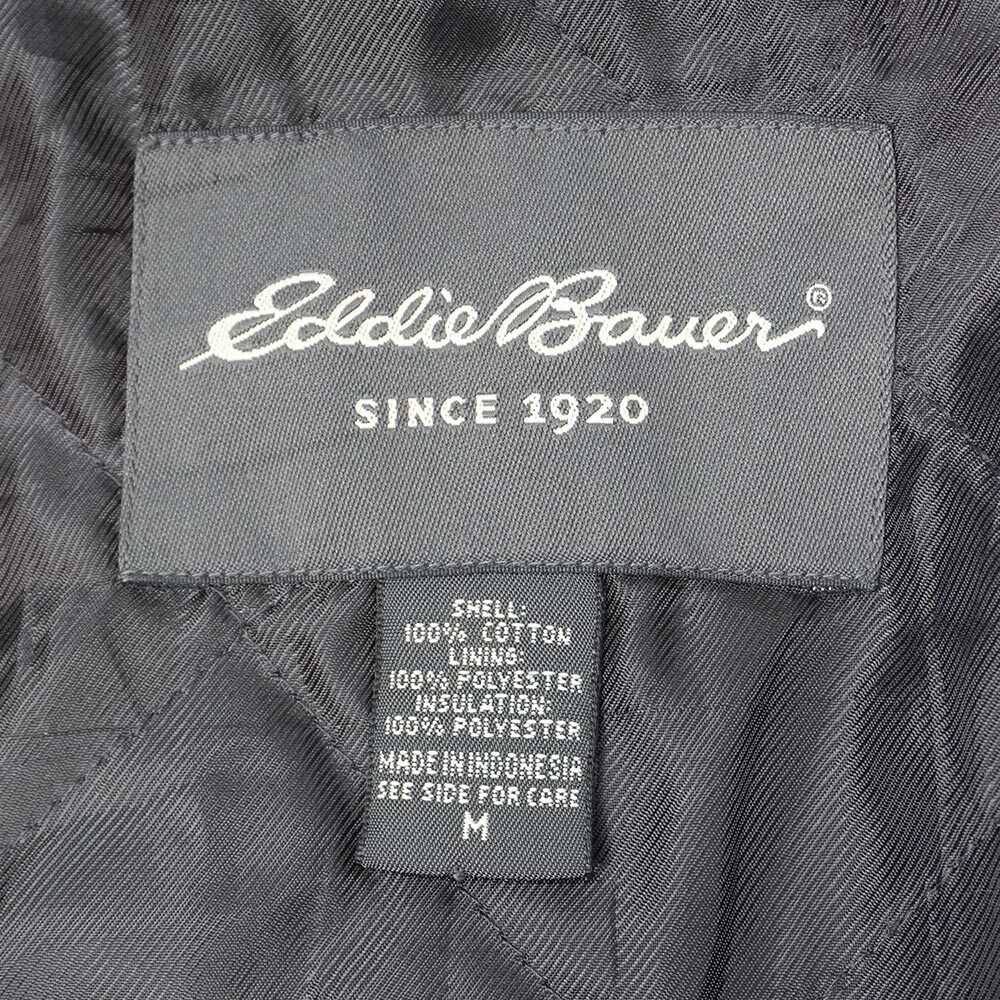 Eddie Bauer®
SINCE 1920
SHELL:
100% COTTON
LINING:
100% POLYESTER
INSULATION:
100% POLYESTER
MADE IN INDONESIA
SEE SIDE FOR CARE
M